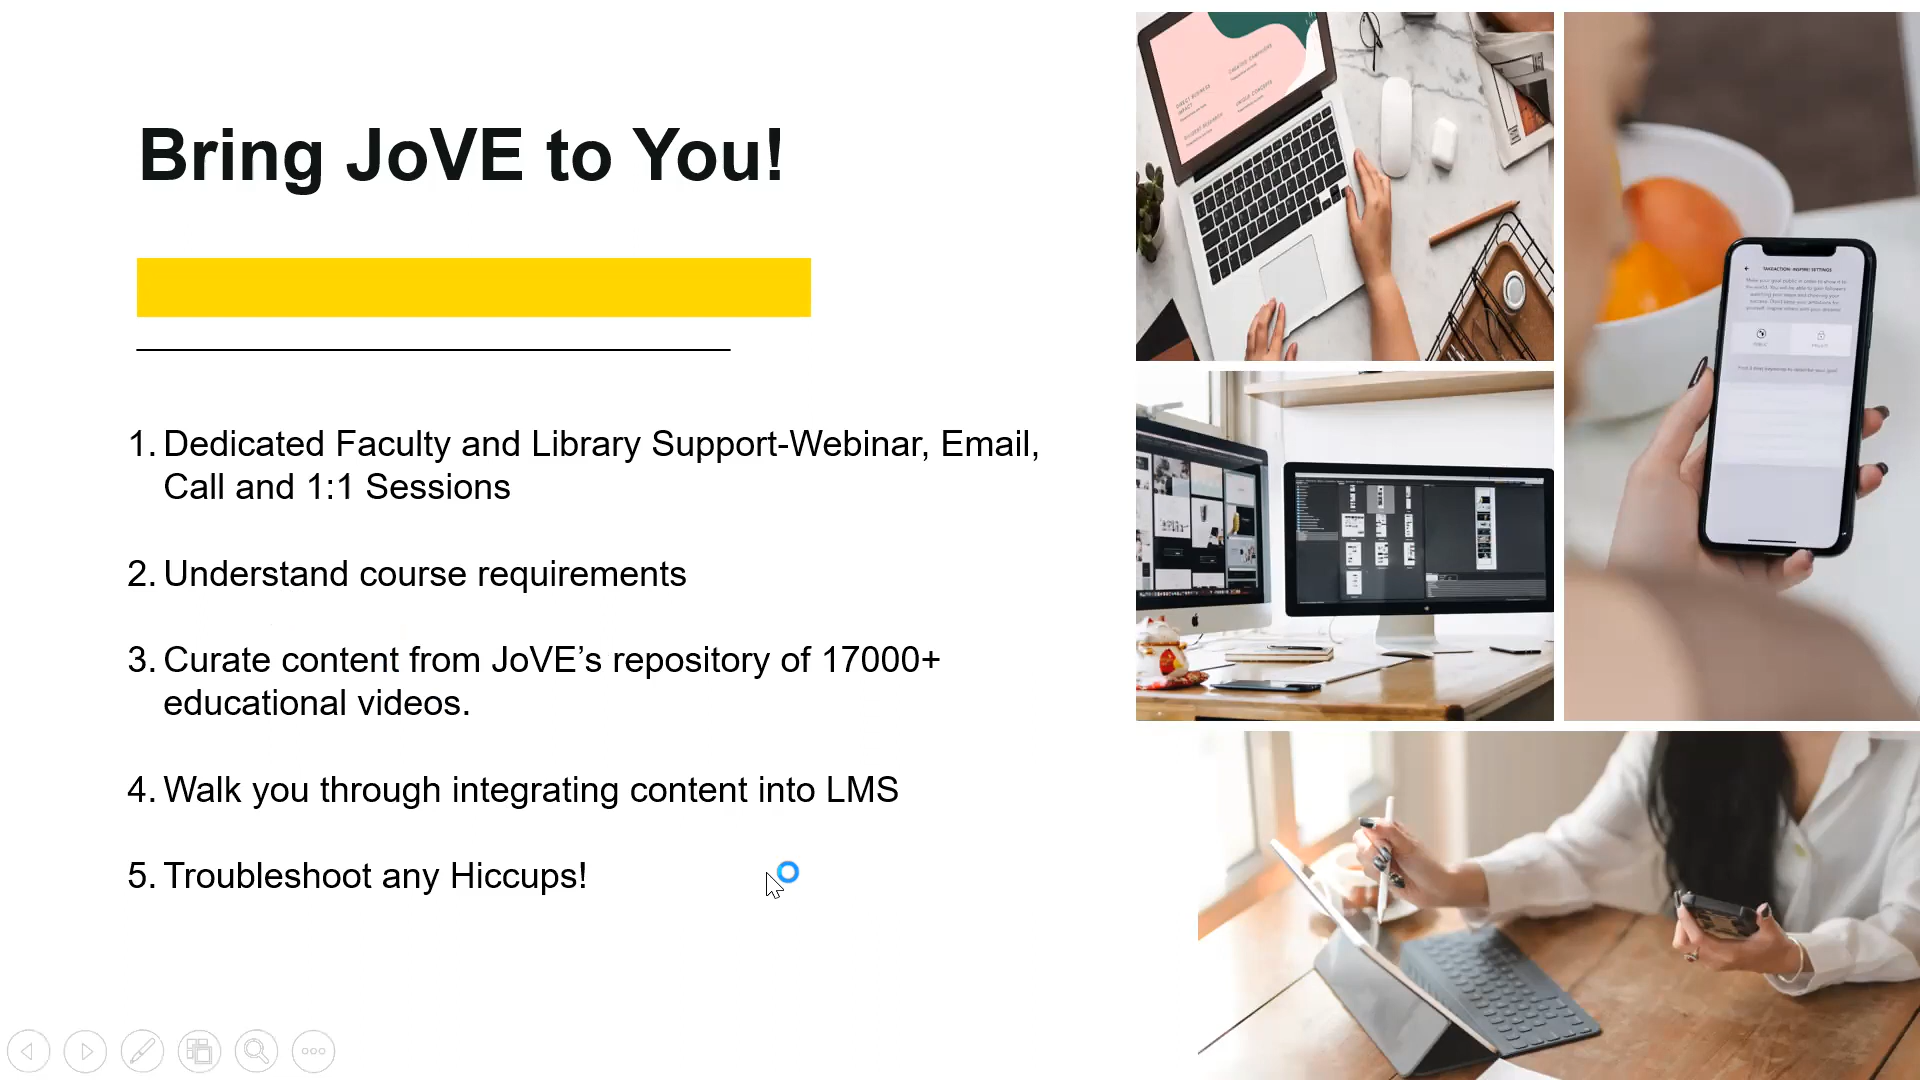 Bring JoVE to You!
1. Dedicated Faculty and Library Support-Webinar, Email,
Call and 1:1 Sessions
2. Understand course requirements
3. Curate content from JoVE’s repository of 17000+
educational videos.
4. Walk you through integrating content into LMS
5. Troubleshoot any Hiccups!